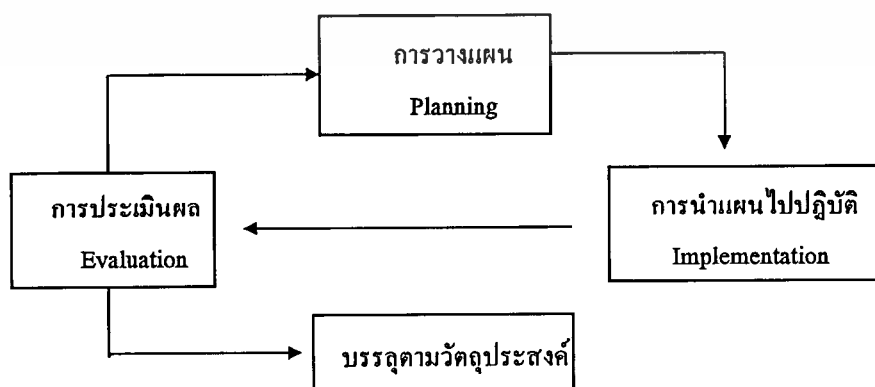 การวางแผน
Planning
การประเมินผล
Evaluation
การนำแผนไปปฏิบัติ
Implementation
บรรลุตามวัตถุประสงค์